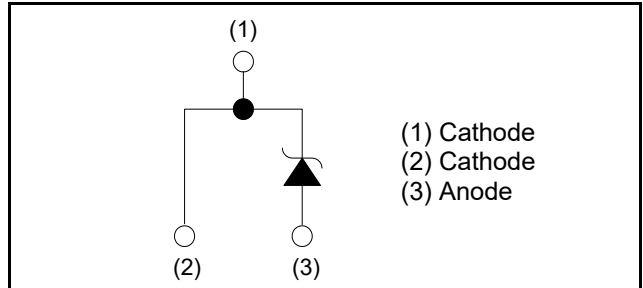 (1)
(1) Cathode
(2) Cathode
(3) Anode
(2)
(3)